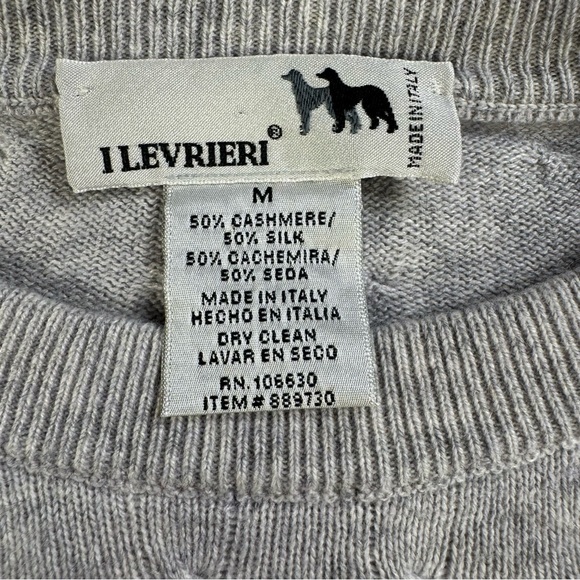 I LEVRIERI®
MADE IN ITALY
M
50% CASHMERE/
50% SILK
50% CACHEMIRA/
50% SEDA
MADE IN ITALY
HECHO EN ITALIA
DRY CLEAN
LAVAR EN SECO
RN. 106630
ITEM # 889730